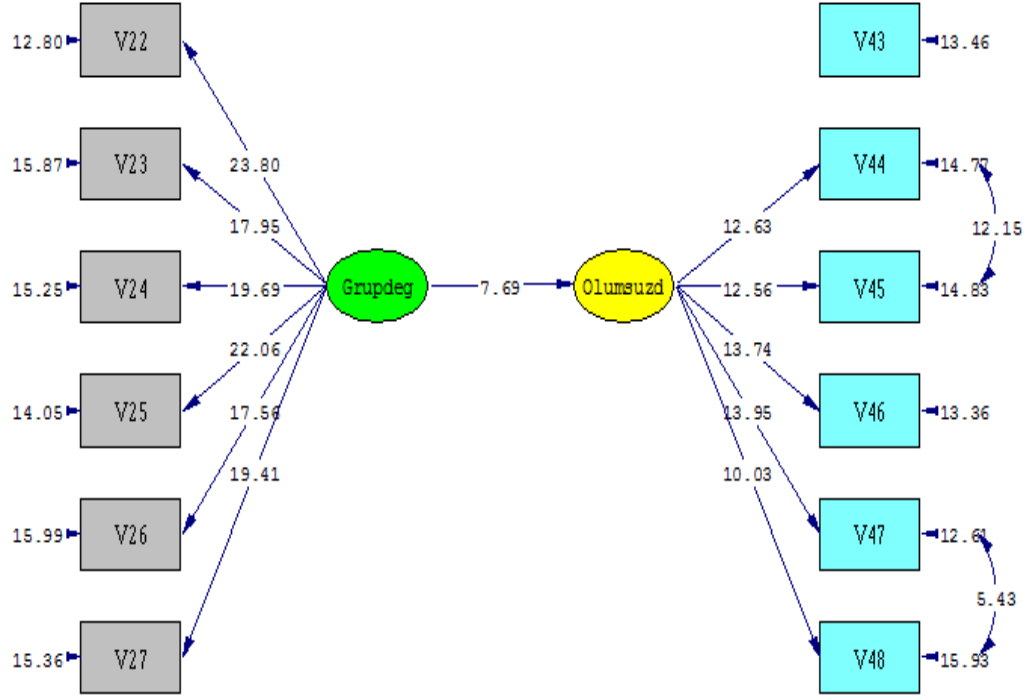 12.80 V22 V43 13.46
15.87 V23 23.80 V44 14.77
17.95 12.63 12.15
15.25 V24 19.69 Grupdeg 7.69 Olumsuzd 12.56 V45 14.83
22.06 13.74
14.05 V25 17.56 13.95 V46 13.36
19.41 10.03
15.99 V26 V47 12.61
5.43
15.36 V27 V48 15.93